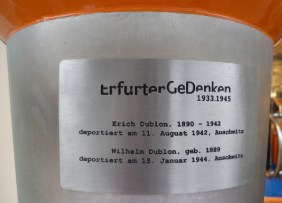 ErfurterGeDenken
1933.1945
Erich Dublon, 1890 - 1942
deportiert am 11. August 1942, Auschwitz
Wilhelm Dublon, geb. 1889
deportiert am 15. Januar 1944, Auschwitz